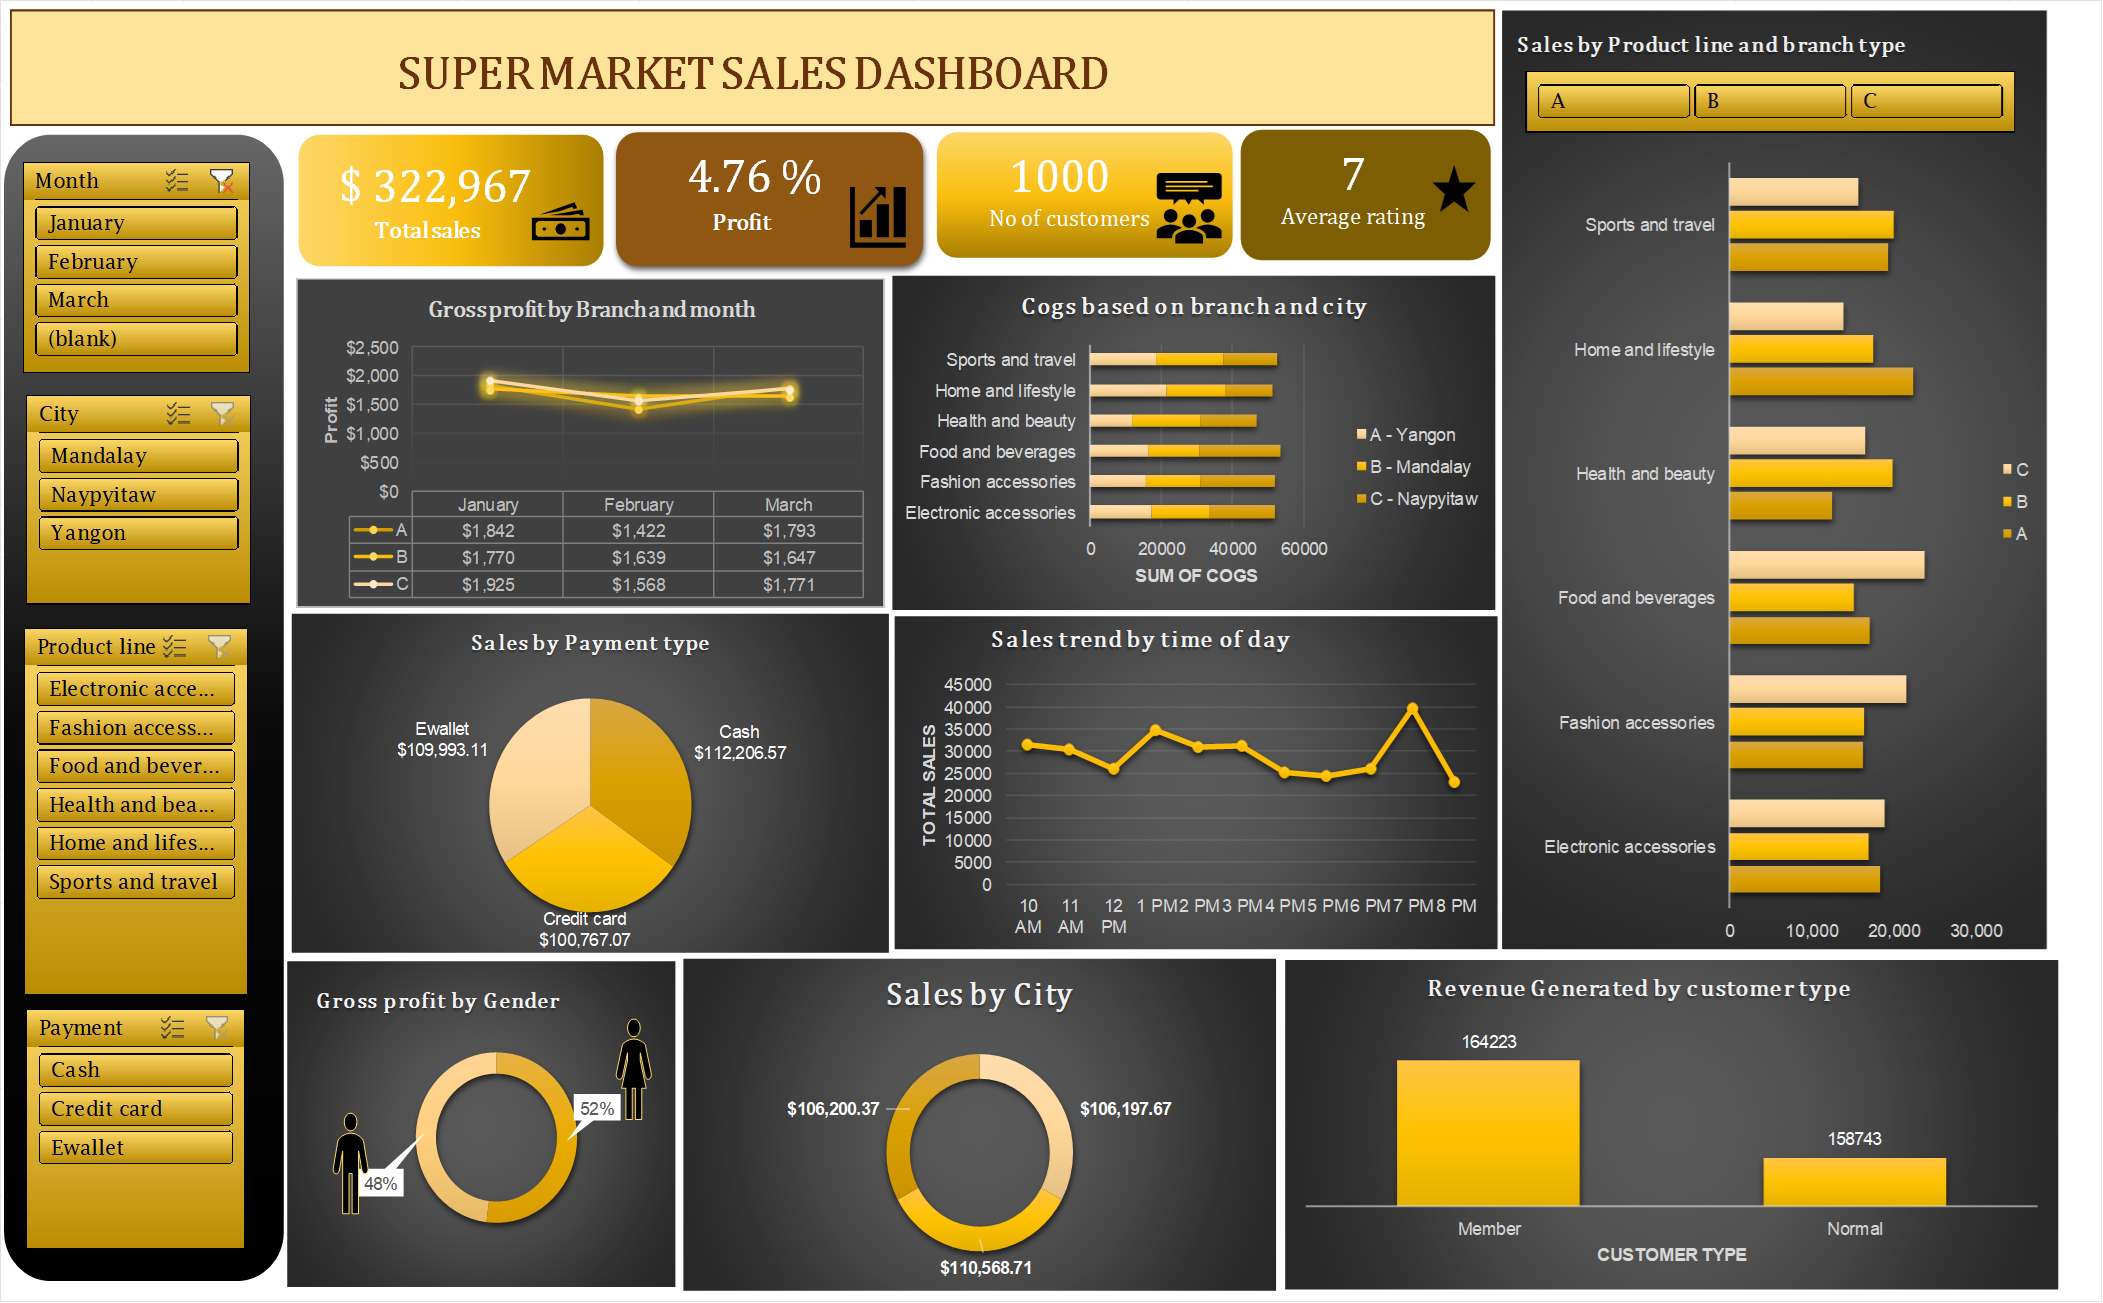 SUPER MARKET SALES DASHBOARD
Month
January
February
March
(blank)
City
Mandalay
Naypyitaw
Yangon
Product line
Electronic acce...
Fashion access...
Food and bever...
Health and bea...
Home and lifes...
Sports and travel
Payment
Cash
Credit card
Ewallet
$ 322,967
Total sales
4.76 %
Profit
1000
No of customers
7
Average rating
Gross profit by Branch and month
Profit
$2,500
$2,000
$1,500
$1,000
$500
$0
January February March
A $1,842 $1,422 $1,793
B $1,770 $1,639 $1,647
C $1,925 $1,568 $1,771
Cogs based on branch and city
Sports and travel
Home and lifestyle
Health and beauty
Food and beverages
Fashion accessories
Electronic accessories
0 20000 40000 60000
SUM OF COGS
A - Yangon
B - Mandalay
C - Naypyitaw
Sales by Payment type
Ewallet
$109,993.11
Cash
$112,206.57
Credit card
$100,767.07
Sales trend by time of day
TOTAL SALES
45000
40000
35000
30000
25000
20000
15000
10000
5000
0
10 AM 11 AM 12 PM 1 PM 2 PM 3 PM 4 PM 5 PM 6 PM 7 PM 8 PM
Sales by Product line and branch type
A B C
Sports and travel
Home and lifestyle
Health and beauty
Food and beverages
Fashion accessories
Electronic accessories
0 10,000 20,000 30,000
C
B
A
Gross profit by Gender
52%
48%
Sales by City
$106,200.37
$106,197.67
$110,568.71
Revenue Generated by customer type
164223
158743
Member Normal
CUSTOMER TYPE